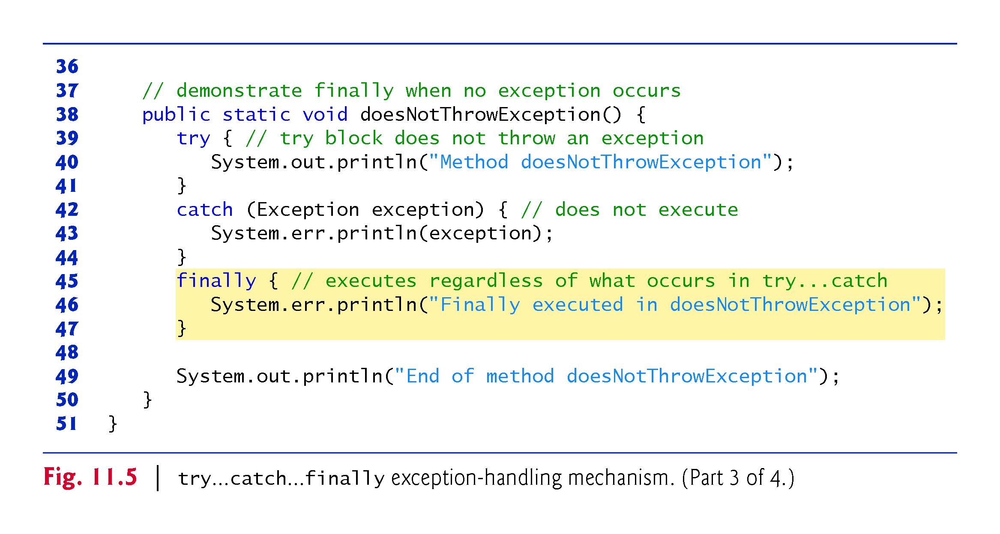 36
37 // demonstrate finally when no exception occurs
38 public static void doesNotThrowException() {
39 try { // try block does not throw an exception
40 System.out.println("Method doesNotThrowException");
41 }
42 catch (Exception exception) { // does not execute
43 System.err.println(exception);
44 }
45 finally { // executes regardless of what occurs in try...catch
46 System.err.println("Finally executed in doesNotThrowException");
47 }
48
49 System.out.println("End of method doesNotThrowException");
50 }
51 }
Fig. 11.5 | try…catch…finally exception-handling mechanism. (Part 3 of 4.)